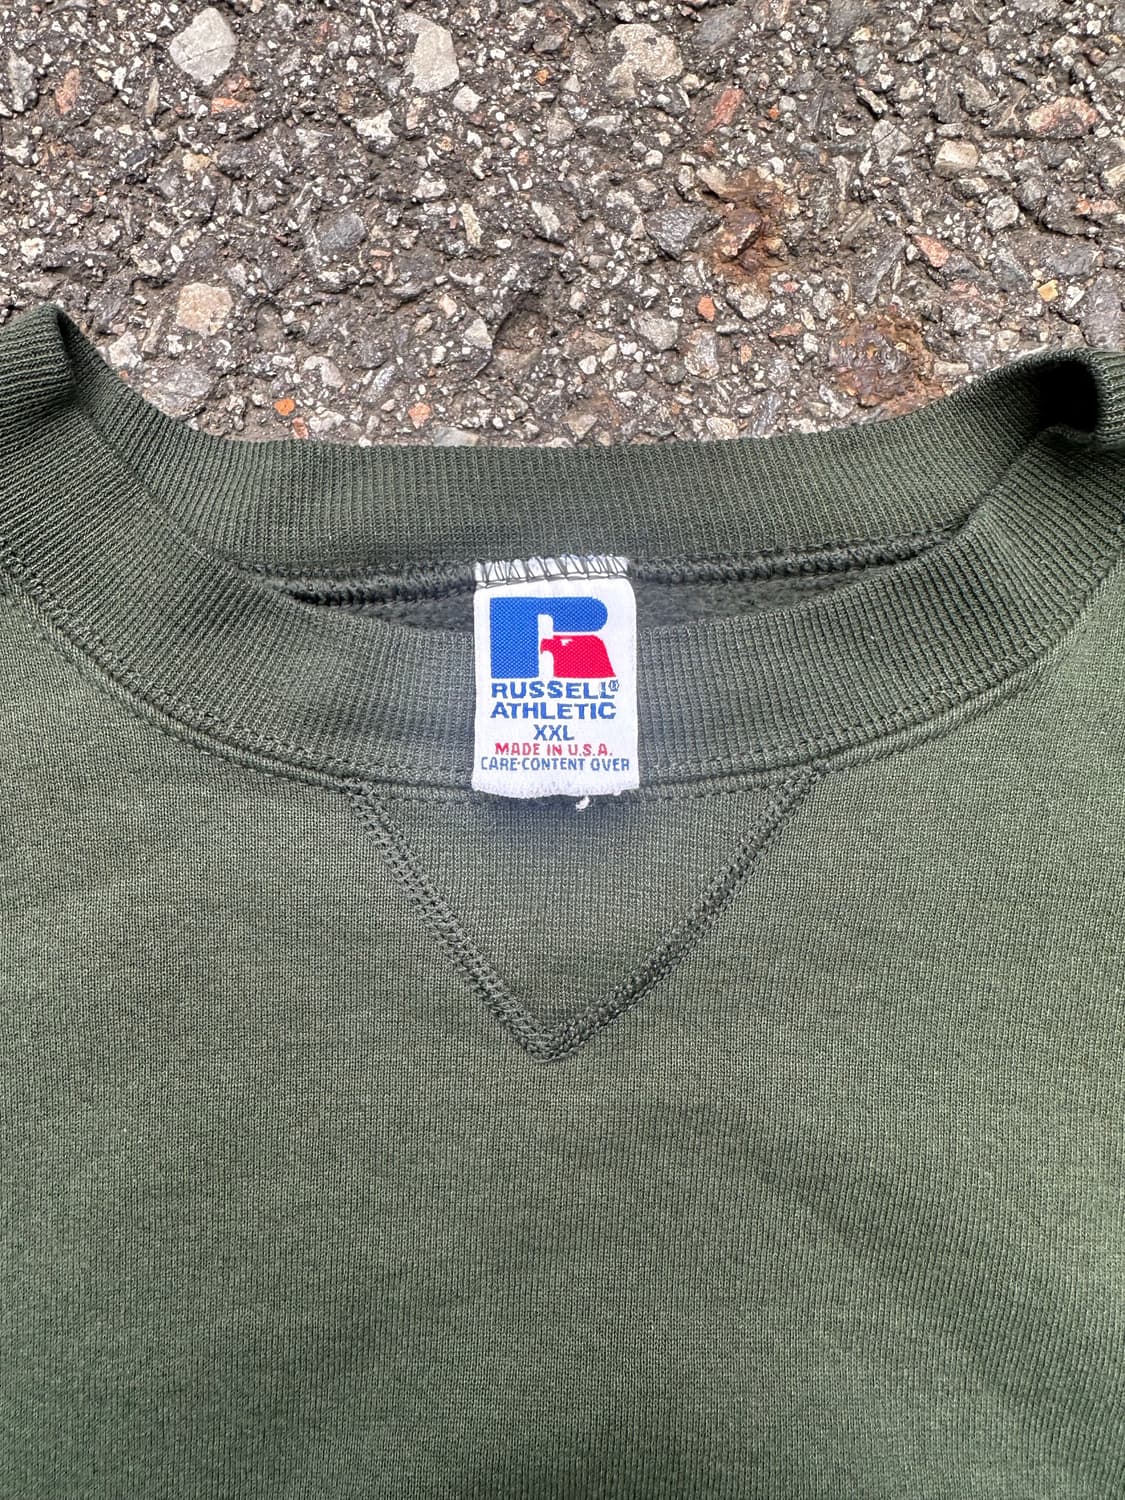 R
RUSSELL®
ATHLETIC
XXL
MADE IN U.S.A.
CARE·CONTENT OVER